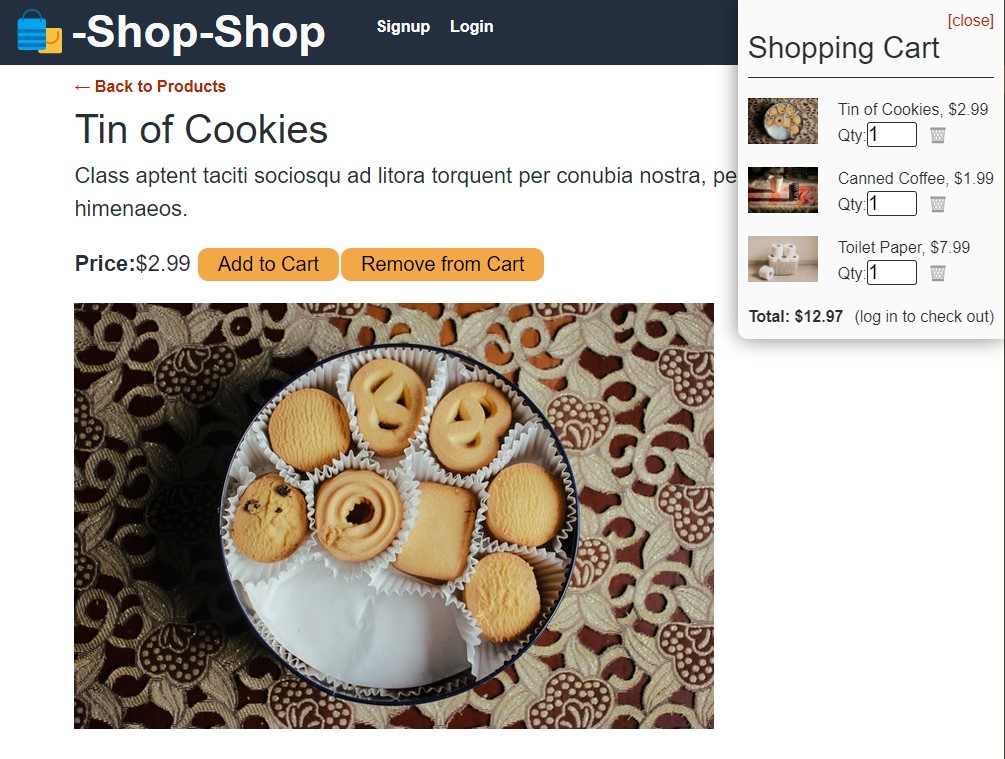 -Shop-Shop
Signup Login
← Back to Products
Tin of Cookies
Class aptent taciti sociosqu ad litora torquent per conubia nostra, pe
himenaeos.
Price:$2.99 Add to Cart Remove from Cart
[close]
Shopping Cart
Tin of Cookies, $2.99
Qty:1
Canned Coffee, $1.99
Qty:1
Toilet Paper, $7.99
Qty:1
Total: $12.97 (log in to check out)